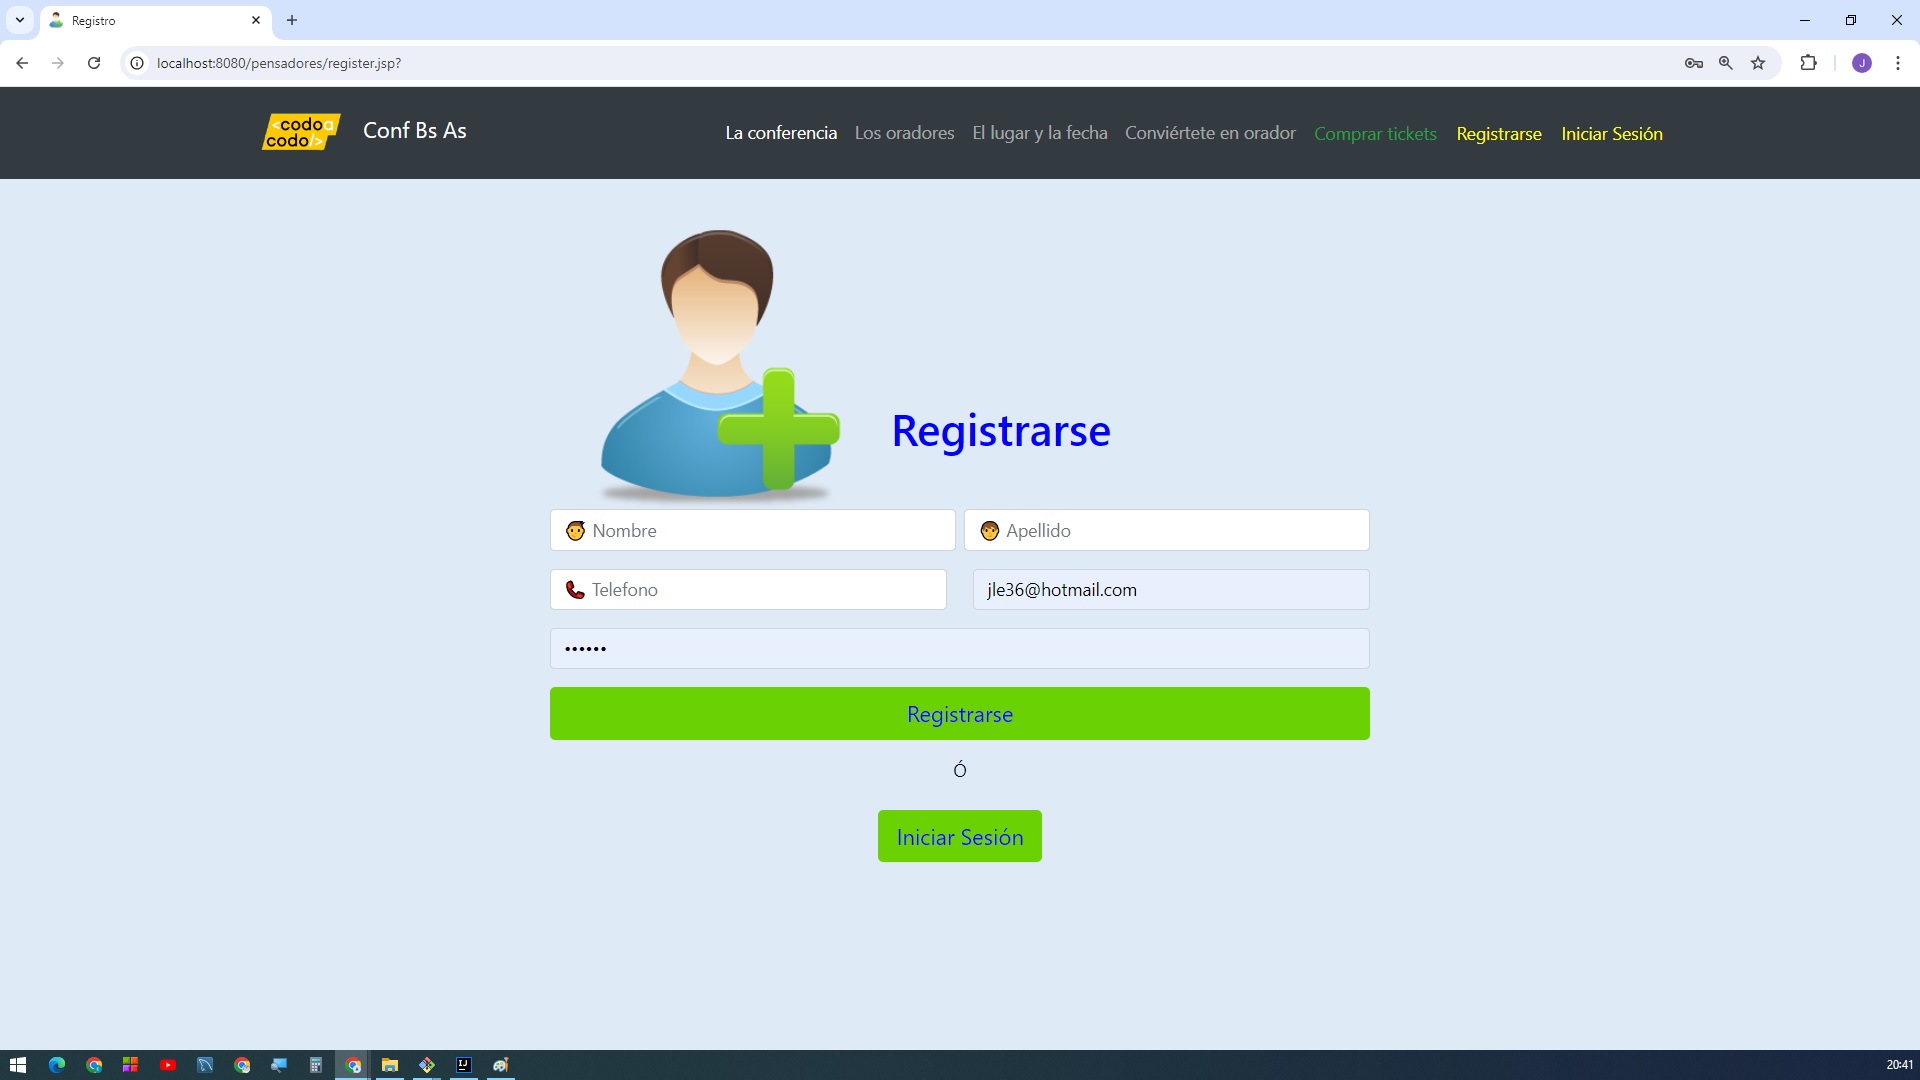 Registro
localhost:8080/pensadores/register.jsp?
J
<codoa
codo/>
Conf Bs As
La conferencia
Los oradores
El lugar y la fecha
Conviértete en orador
Comprar tickets
Registrarse
Iniciar Sesión
Registrarse
Nombre
Apellido
Telefono
jle36@hotmail.com
••••••
Registrarse
Ó
Iniciar Sesión
IJ
20:41